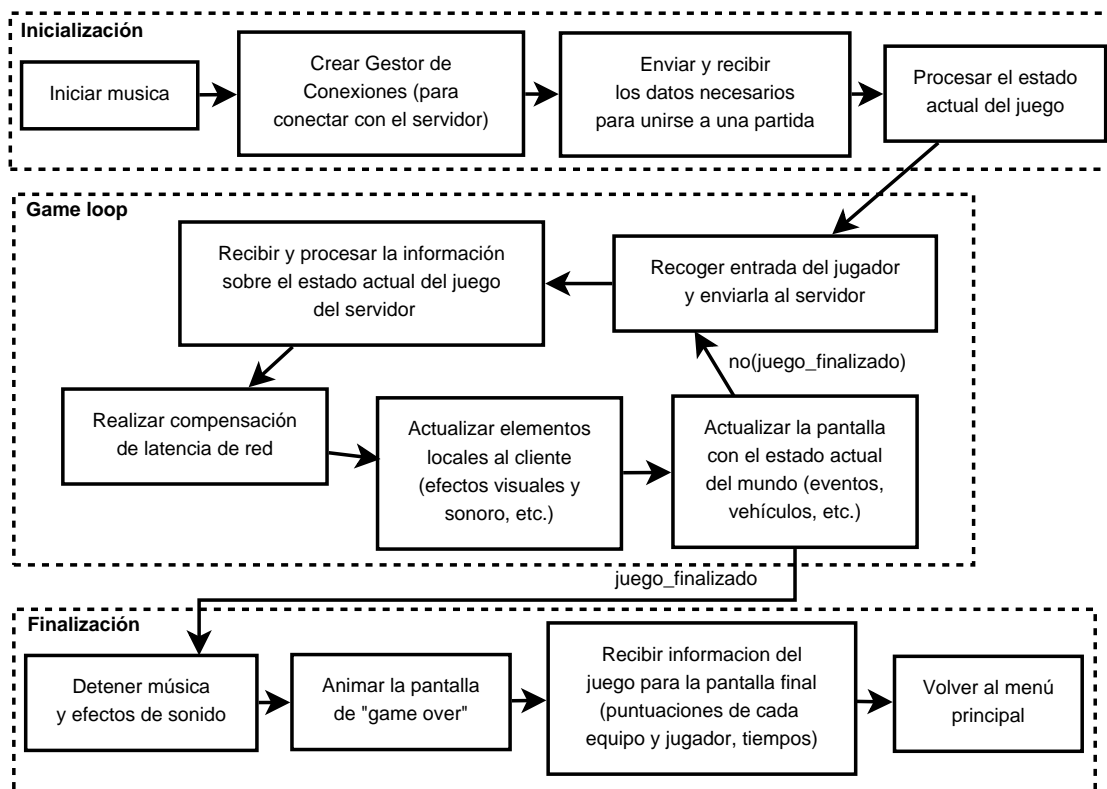 Inicialización
Iniciar musica
Crear Gestor de
Conexiones (para
conectar con el servidor)
Enviar y recibir
los datos necesarios
para unirse a una partida
Procesar el estado
actual del juego
Game loop
Recibir y procesar la información
sobre el estado actual del juego
del servidor
Recoger entrada del jugador
y enviarla al servidor
no(juego_finalizado)
Realizar compensación
de latencia de red
Actualizar elementos
locales al cliente
(efectos visuales y
sonoro, etc.)
Actualizar la pantalla
con el estado actual
del mundo (eventos,
vehículos, etc.)
juego_finalizado
Finalización
Detener música
y efectos de sonido
Animar la pantalla
de "game over"
Recibir informacion del
juego para la pantalla final
(puntuaciones de cada
equipo y jugador, tiempos)
Volver al menú
principal